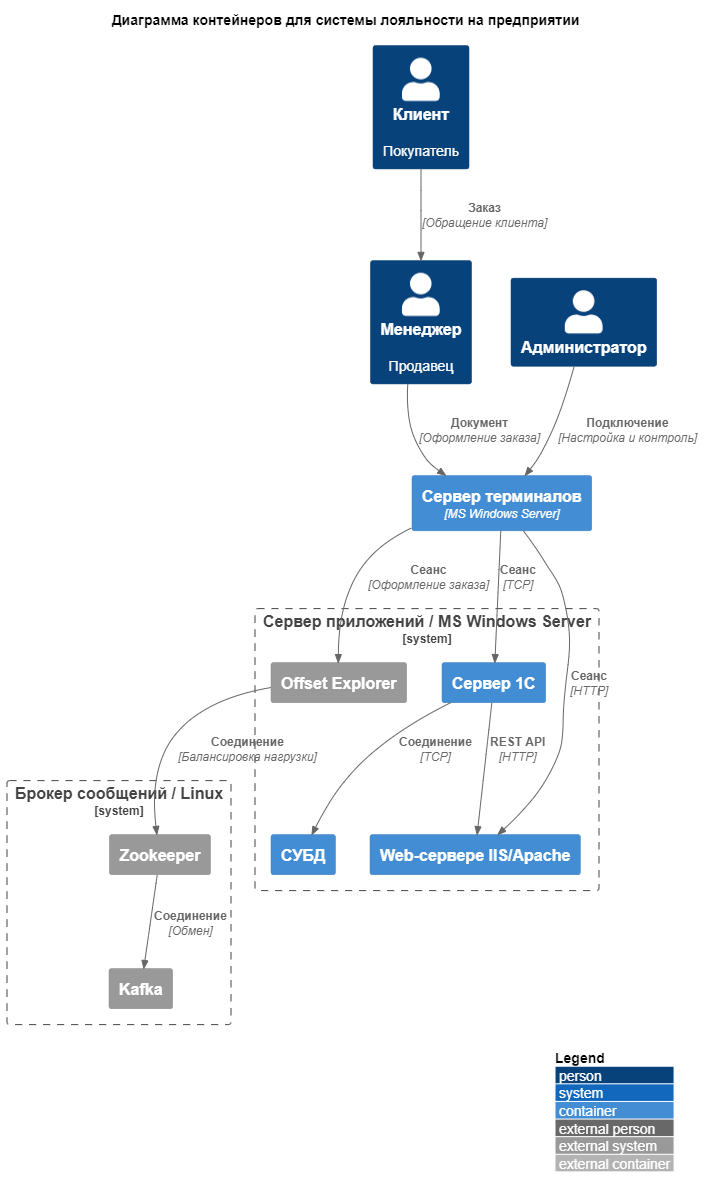 Диаграмма контейнеров для системы лояльности на предприятии
Клиент
Покупатель
Заказ
[Обращение клиента]
Менеджер
Продавец
Администратор
Документ
[Оформление заказа]
Подключение
[Настройка и контроль]
Сервер терминалов
[MS Windows Server]
Сеанс
[Оформление заказа]
Сеанс
[TCP]
Сервер приложений / MS Windows Server
[system]
Offset Explorer
Сервер 1С
Сеанс
[HTTP]
Соединение
[Балансировка нагрузки]
Соединение
[TCP]
REST API
[HTTP]
Брокер сообщений / Linux
[system]
Zookeeper
СУБД
Web-сервере IIS/Apache
Соединение
[Обмен]
Kafka
Legend
person
system
container
external person
external system
external container